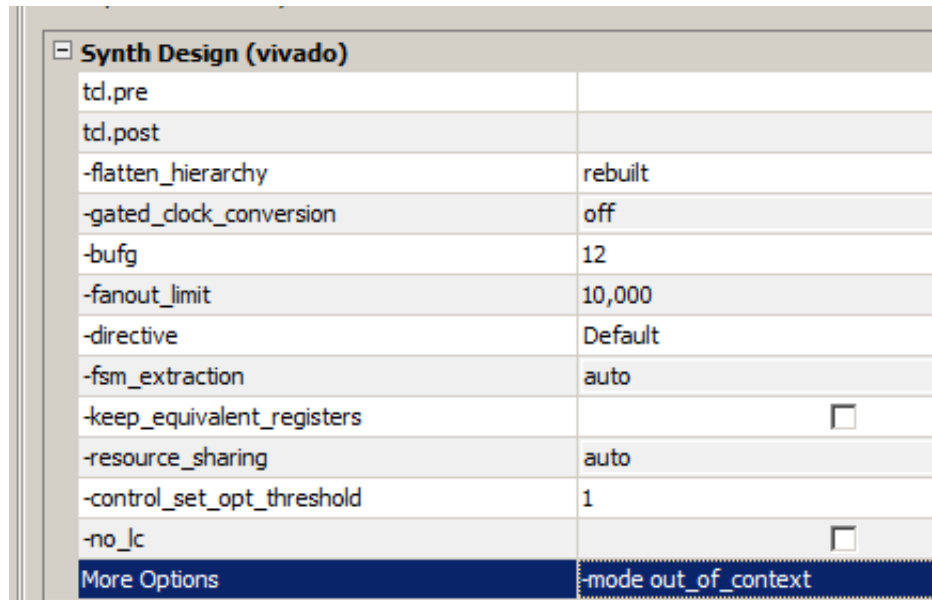 Synth Design (vivado)
tcl.pre
tcl.post
-flatten_hierarchy rebuilt
-gated_clock_conversion off
-bufg 12
-fanout_limit 10,000
-directive Default
-fsm_extraction auto
-keep_equivalent_registers
-resource_sharing auto
-control_set_opt_threshold 1
-no_lc
More Options -mode out_of_context